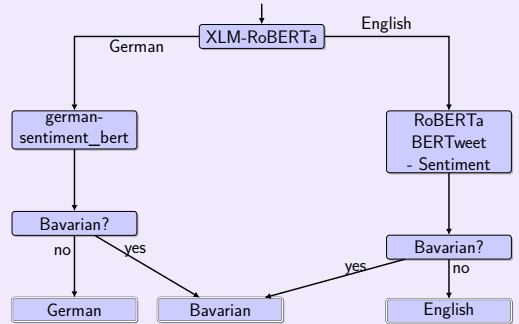 XLM-RoBERTa
German
English
german-
sentiment_bert
RoBERTa
BERTweet
- Sentiment
Bavarian?
no
yes
Bavarian?
yes
no
German
Bavarian
English